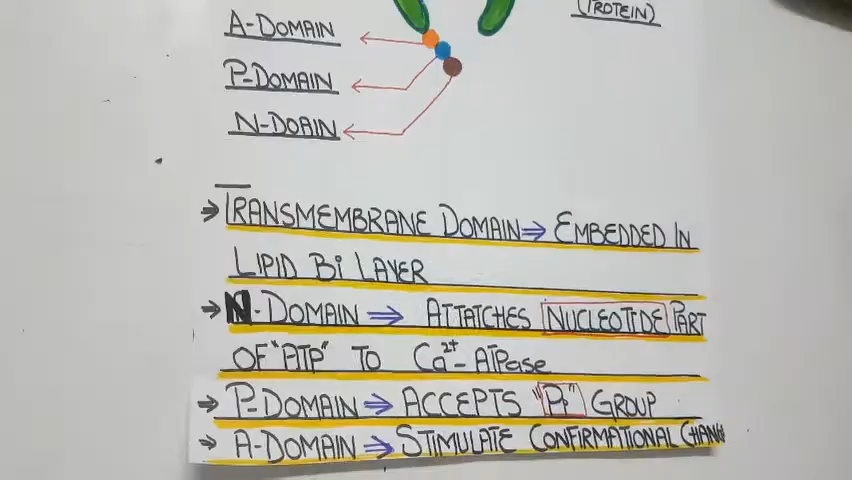 (PROTEIN)
A-DOMAIN
P-DOMAIN
N-DOAIN
→ TRANSMEMBRANE DOMAIN ⇒ EMBEDDED IN
LIPID Bi LAYER
→ N-DOMAIN ⇒ ATTATCHES NUCLEOTIDE PART
OF "ATP" TO Ca²⁺-ATPase
→ P-DOMAIN ⇒ ACCEPTS "Pi" GROUP
→ A-DOMAIN ⇒ STIMULATE CONFIRMATIONAL CHANG